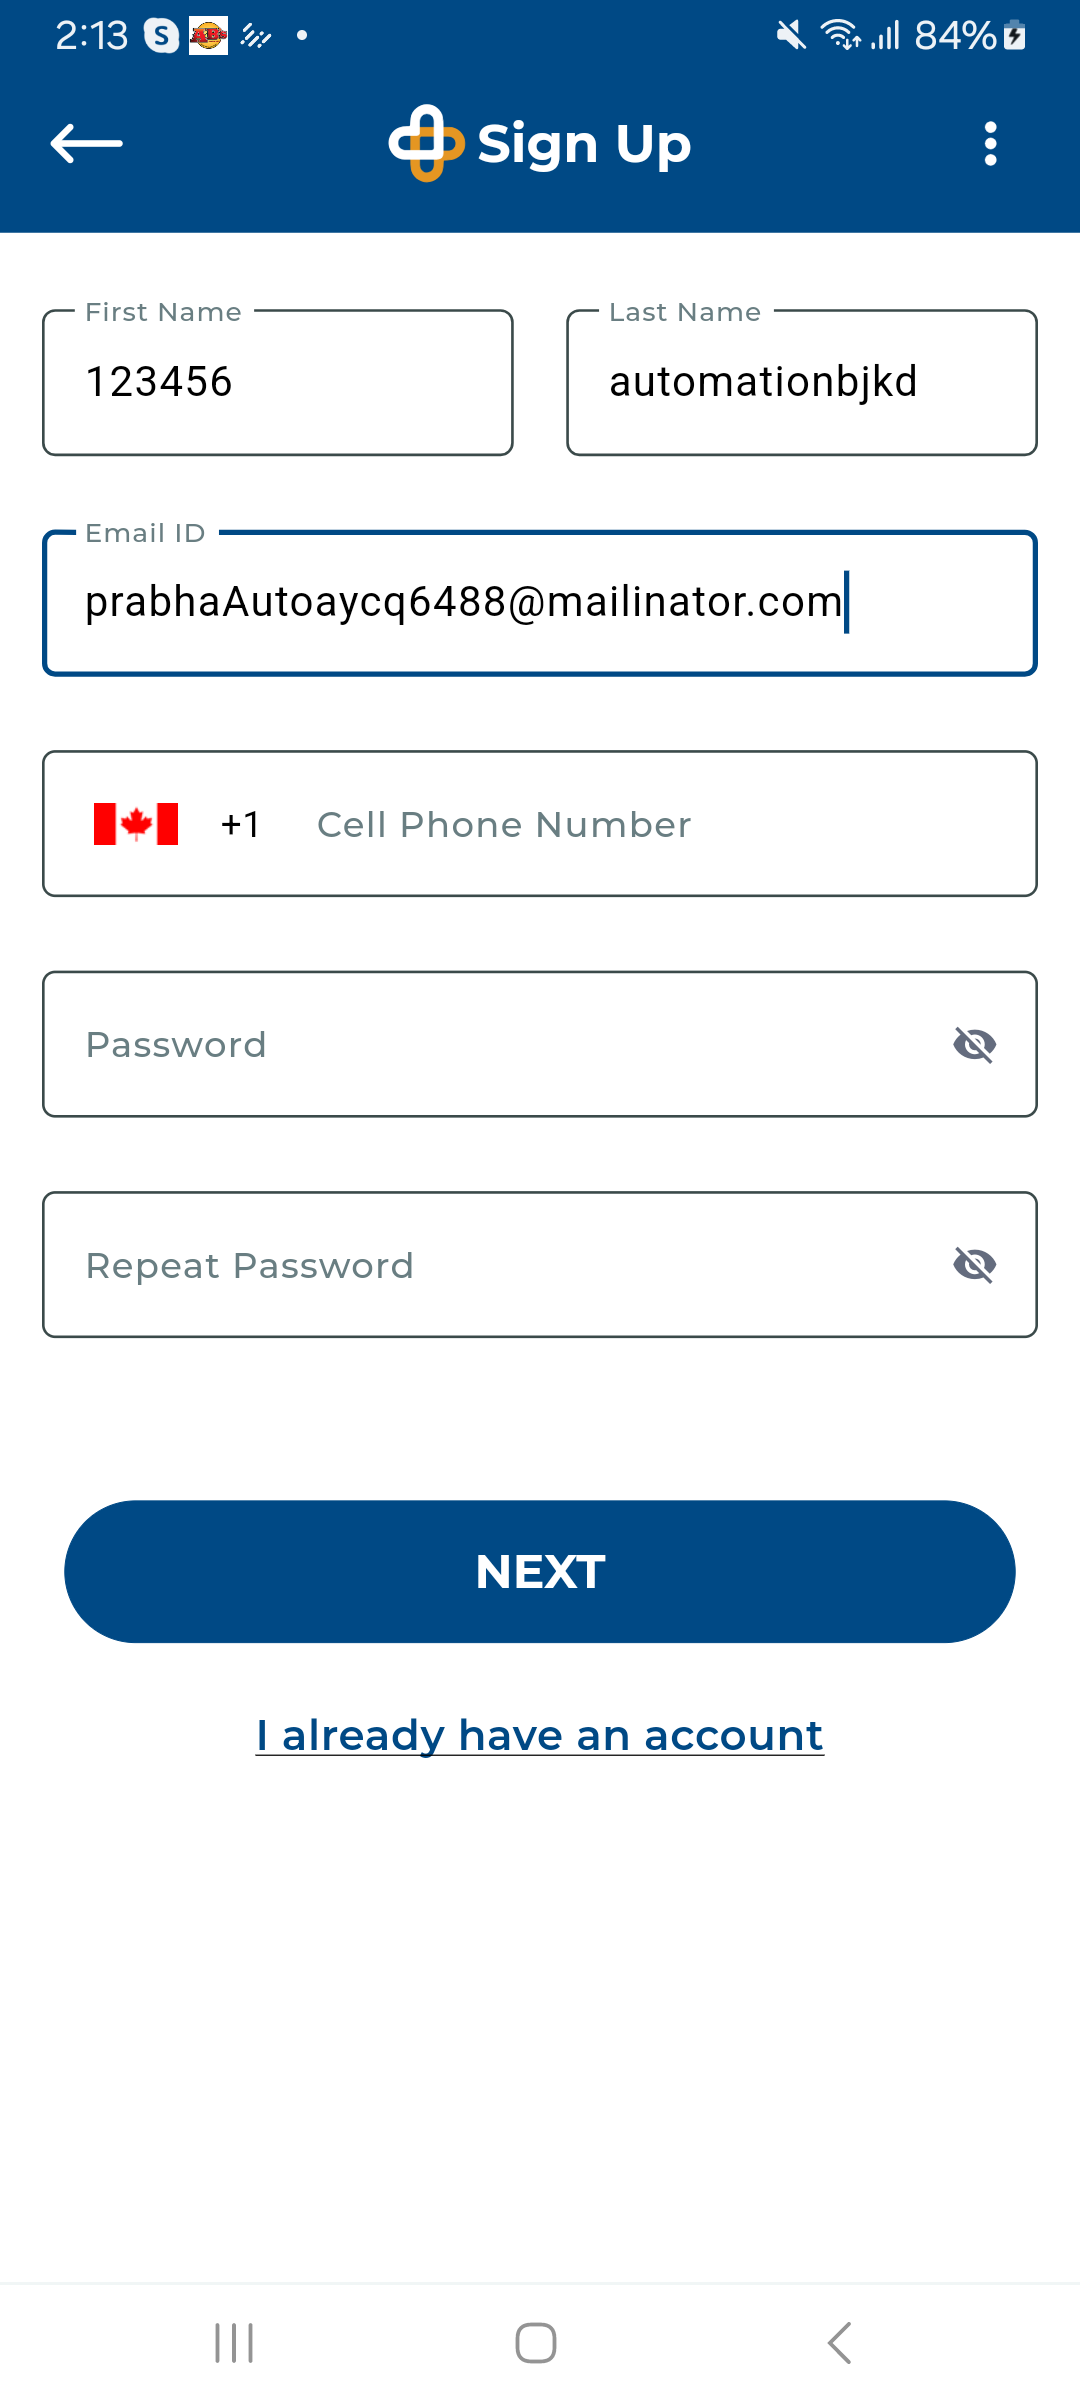 2:13 S ABs 84%
Sign Up
First Name Last Name
123456 automationbjkd
Email ID
prabhaAutoaycq6488@mailinator.com
+1 Cell Phone Number
Password
Repeat Password
NEXT
I already have an account